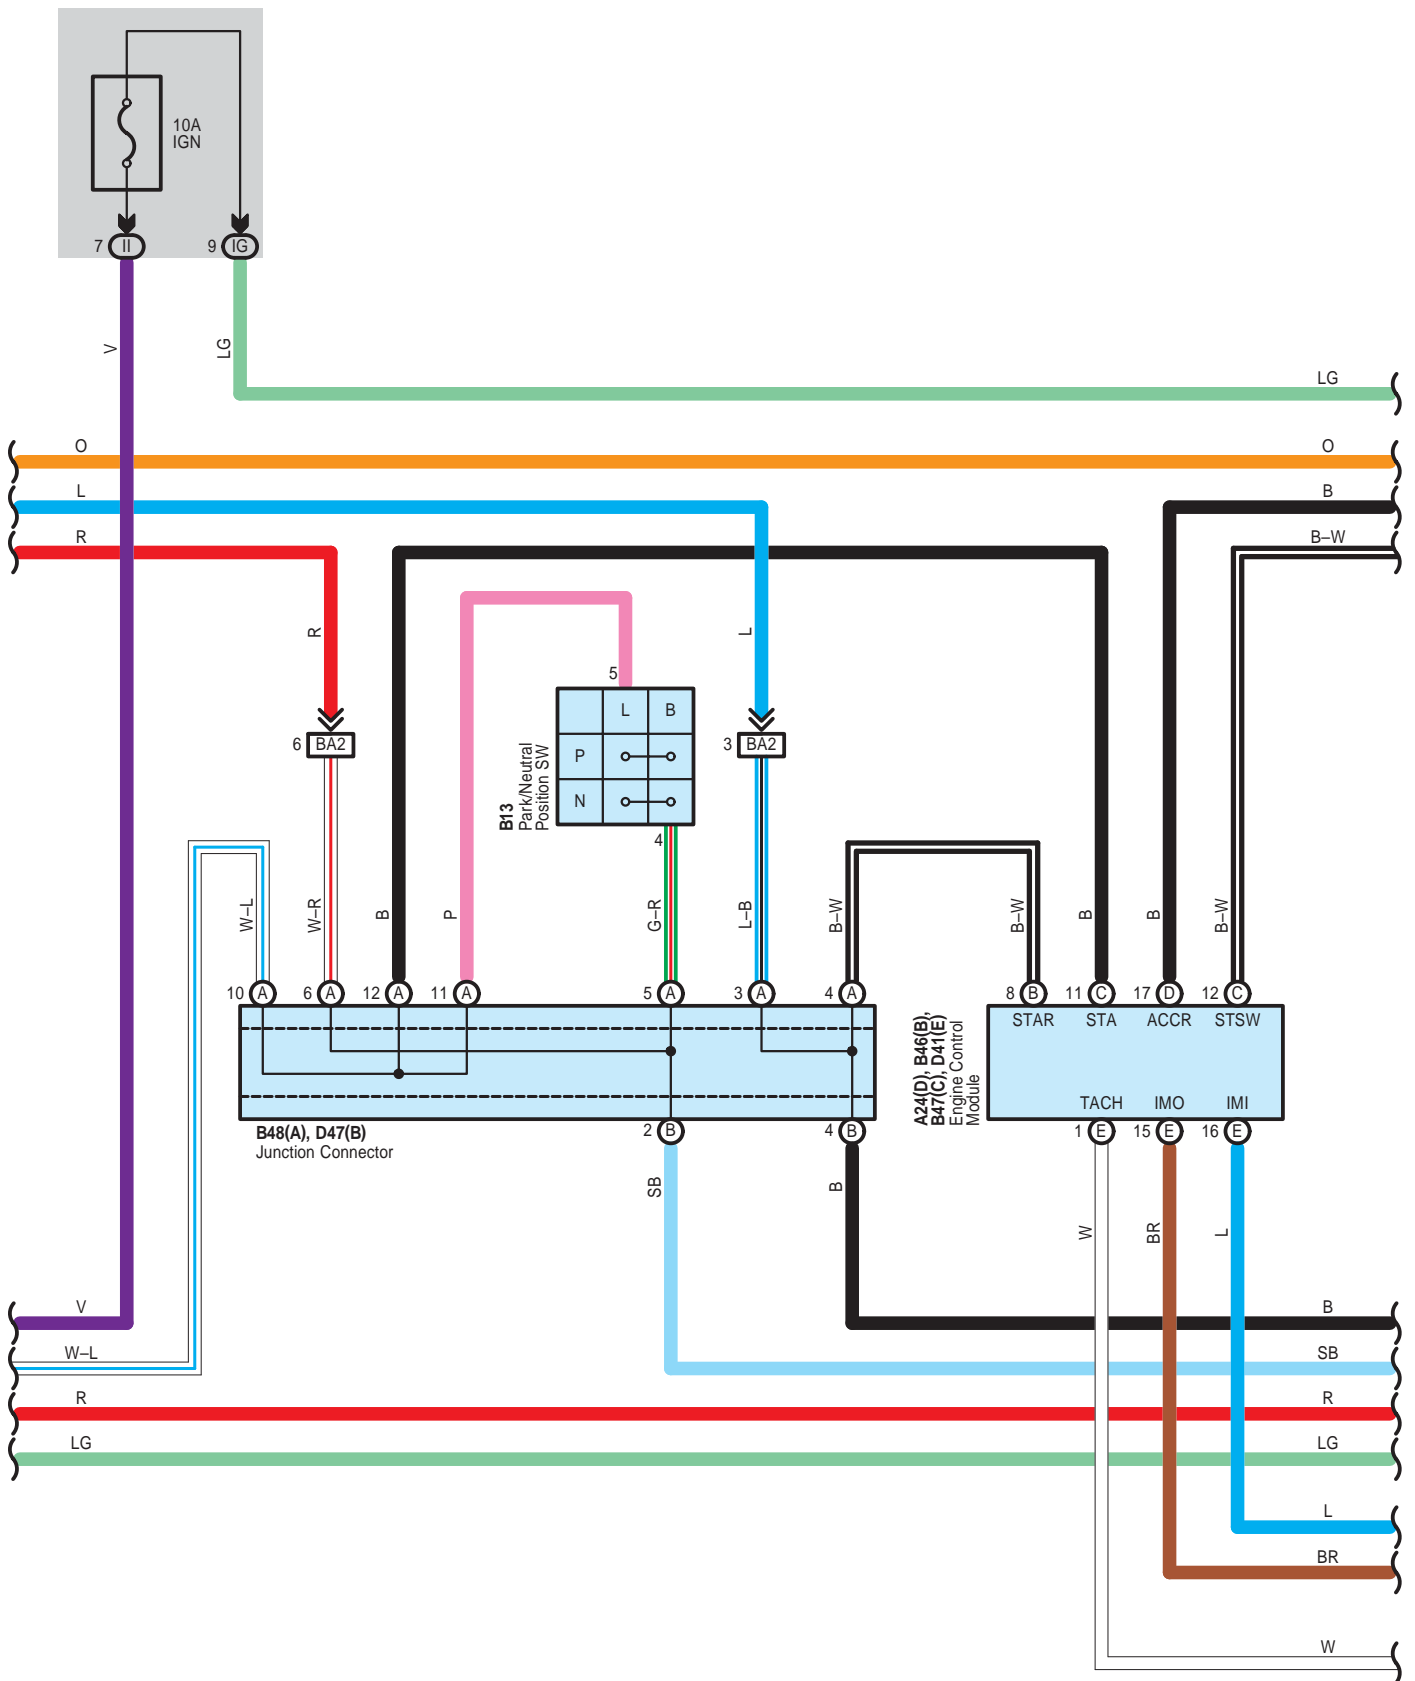 10A
IGN
7 II
9 IG
V
LG
LG
O
O
L
B
R
B–W
R
L
5
L B
P
N
6 BA2
3 BA2
B13
Park/Neutral
Position SW
4
W–L
W–R
B
P
G–R
L–B
B–W
B–W
B
B
B–W
10 A
6 A
12 A
11 A
5 A
3 A
4 A
8 B
11 C
17 D
12 C
STAR
STA
ACCR
STSW
A24(D), B46(B),
B47(C), D41(E)
Engine Control
Module
TACH
IMO
IMI
B48(A), D47(B)
Junction Connector
2 B
4 B
1 E
15 E
16 E
SB
B
W
BR
L
V
B
W–L
SB
R
R
LG
LG
L
BR
W